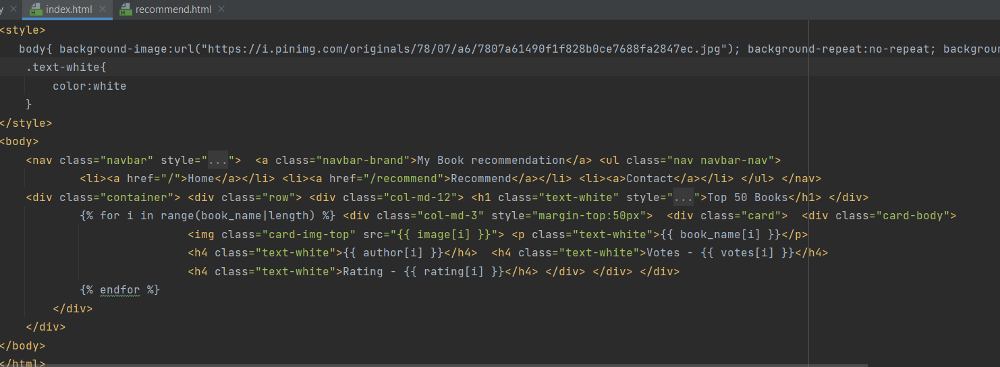 y index.html recommend.html
<style>
body{ background-image:url("https://i.pinimg.com/originals/78/07/a6/7807a61490f1f828b0ce7688fa2847ec.jpg"); background-repeat:no-repeat; backgroun
.text-white{
color:white
}
</style>
<body>
<nav class="navbar" style="..."> <a class="navbar-brand">My Book recommendation</a> <ul class="nav navbar-nav">
<li><a href="/">Home</a></li> <li><a href="/recommend">Recommend</a></li> <li><a>Contact</a></li> </ul> </nav>
<div class="container"> <div class="row"> <div class="col-md-12"> <h1 class="text-white" style="...">Top 50 Books</h1> </div>
{% for i in range(book_name|length) %} <div class="col-md-3" style="margin-top:50px"> <div class="card"> <div class="card-body">
<img class="card-img-top" src="{{ image[i] }}"> <p class="text-white">{{ book_name[i] }}</p>
<h4 class="text-white">{{ author[i] }}</h4> <h4 class="text-white">Votes - {{ votes[i] }}</h4>
<h4 class="text-white">Rating - {{ rating[i] }}</h4> </div> </div> </div>
{% endfor %}
</div>
</div>
</body>
</html>